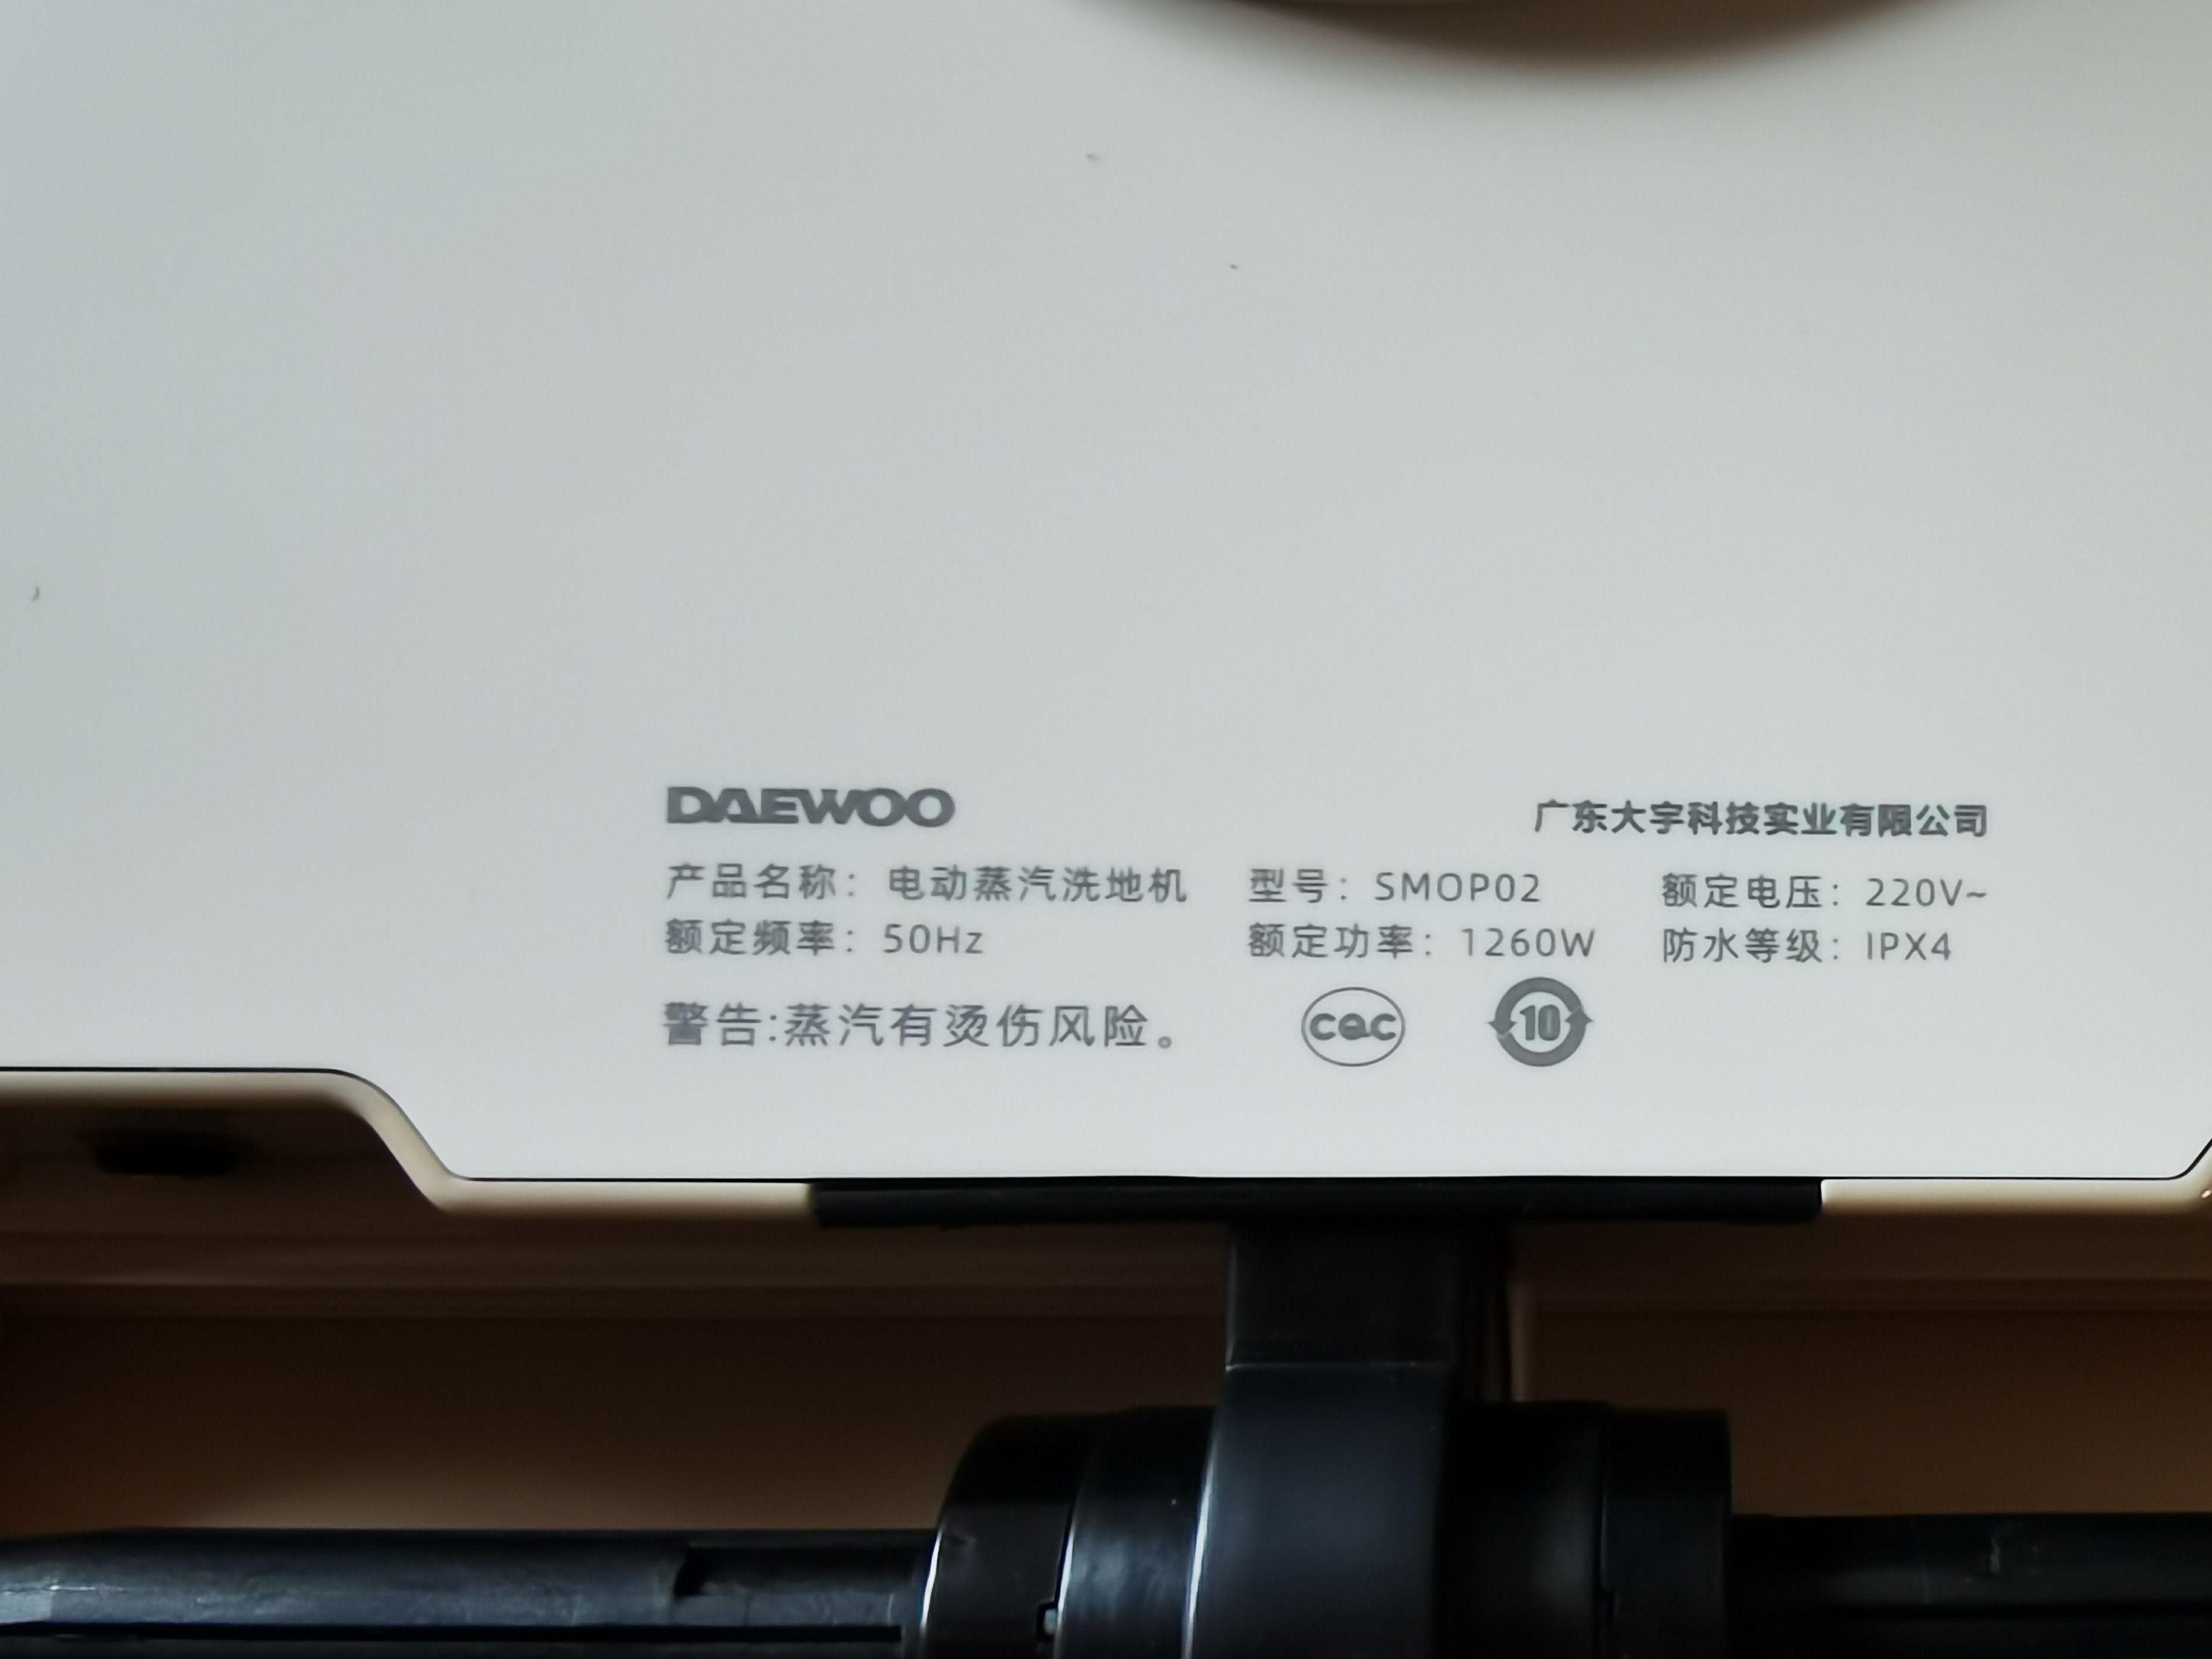 DAEWOO
广东大宇科技实业有限公司
产品名称：电动蒸汽洗地机 型号：SMOP02 额定电压：220V~
额定频率：50Hz 额定功率：1260W 防水等级：IPX4
警告:蒸汽有烫伤风险。 cqc 10